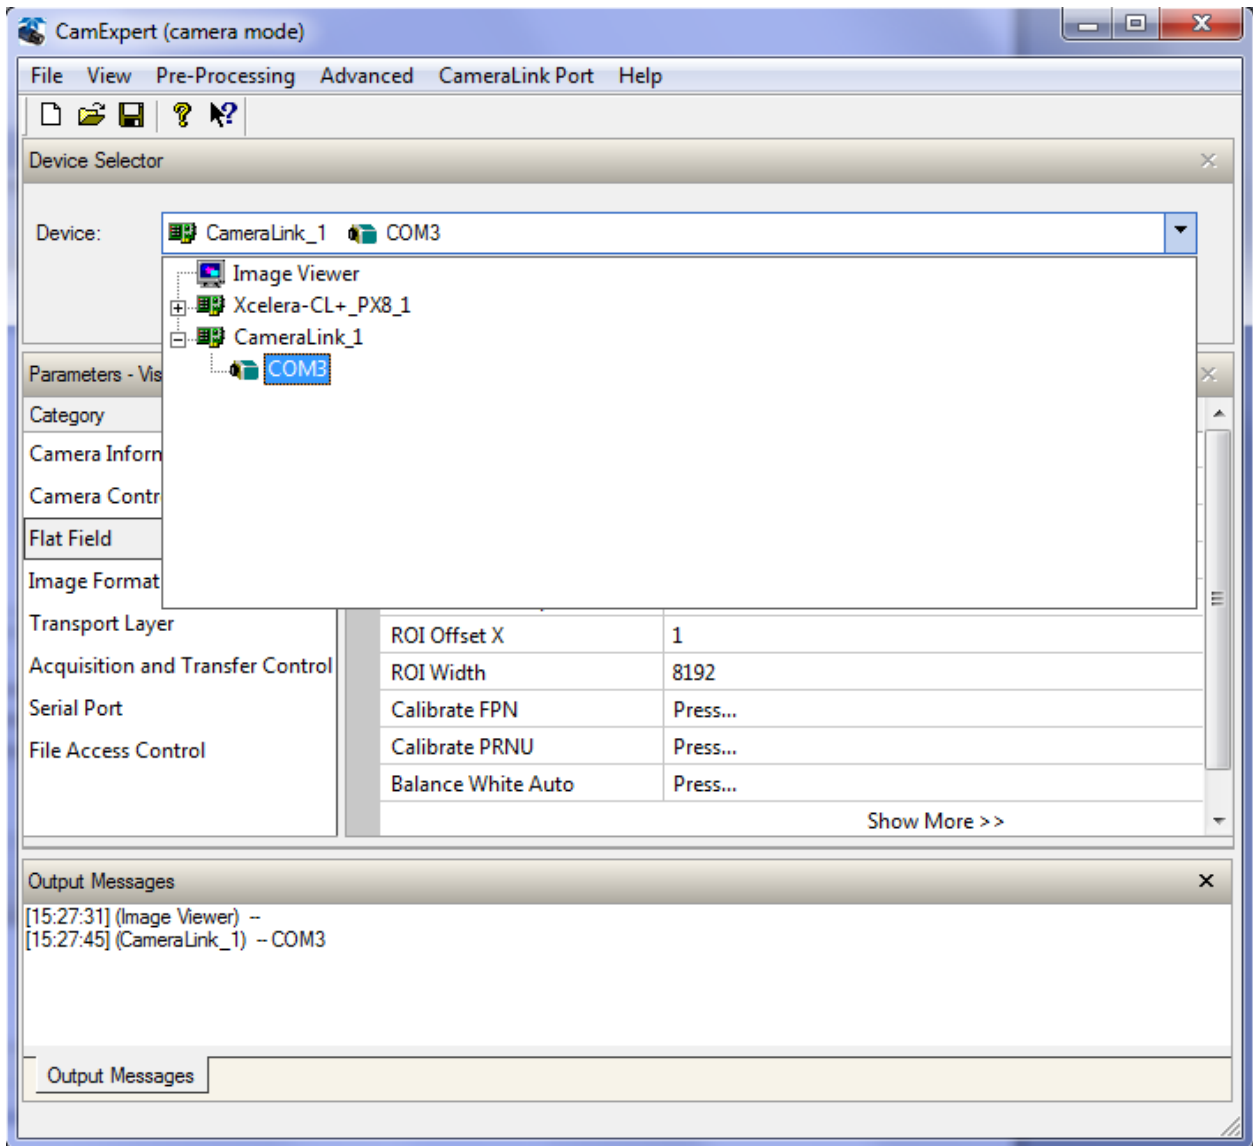 CamExpert (camera mode)
File View Pre-Processing Advanced CameraLink Port Help
Device Selector
Device: CameraLink_1 COM3
Image Viewer
Xcelera-CL+_PX8_1
CameraLink_1
COM3
Parameters - Vis
Category
Camera Inform
Camera Contr
Flat Field
Image Format
Transport Layer
ROI Offset X 1
Acquisition and Transfer Control
ROI Width 8192
Serial Port
Calibrate FPN Press...
File Access Control
Calibrate PRNU Press...
Balance White Auto Press...
Show More >>
Output Messages
[15:27:31] (Image Viewer) --
[15:27:45] (CameraLink_1) -- COM3
Output Messages